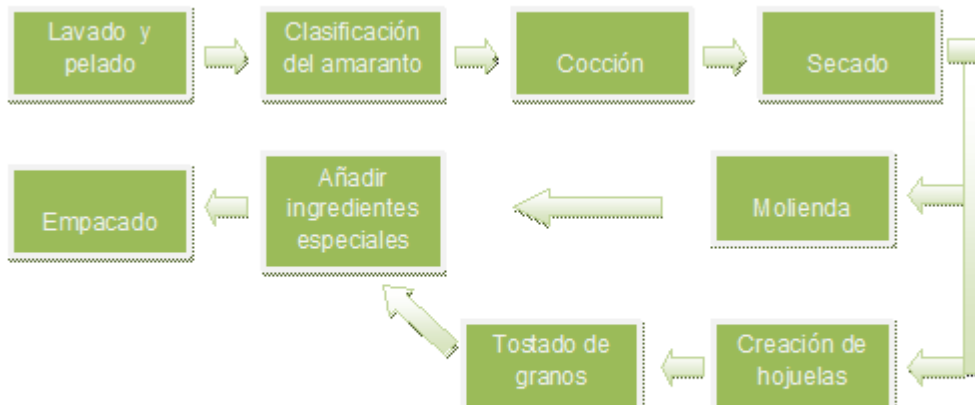 Lavado y
pelado
Clasificación
del amaranto
Cocción
Secado
Empacado
Añadir
ingredientes
especiales
Molienda
Tostado de
granos
Creación de
hojuelas